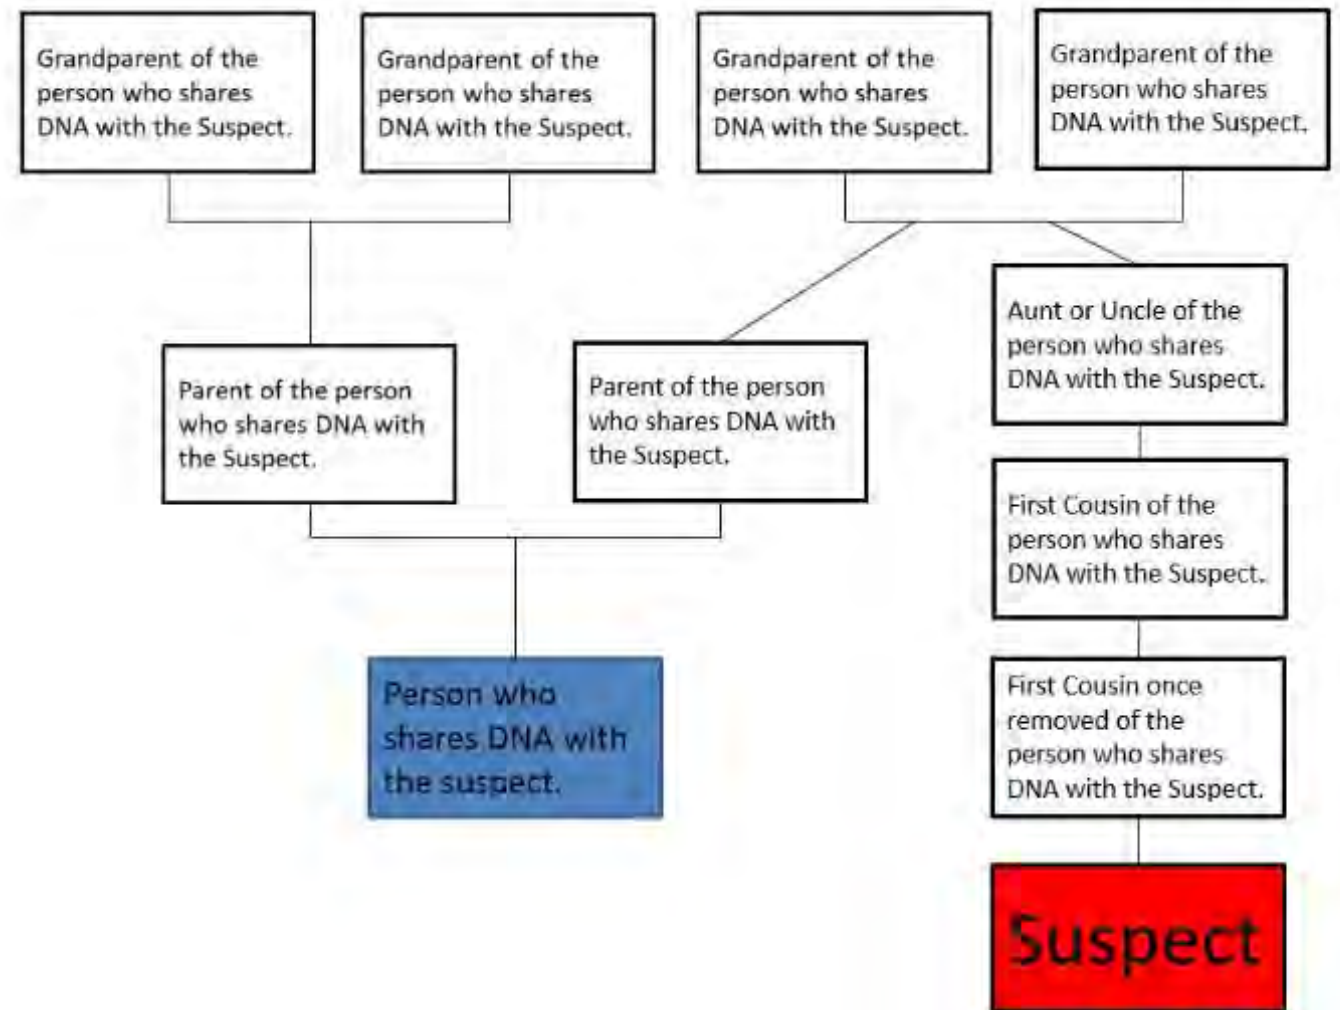 Grandparent of the
person who shares
DNA with the Suspect.
Grandparent of the
person who shares
DNA with the Suspect.
Grandparent of the
person who shares
DNA with the Suspect.
Grandparent of the
person who shares
DNA with the Suspect.
Aunt or Uncle of the
person who shares
DNA with the Suspect.
Parent of the person
who shares DNA with
the Suspect.
Parent of the person
who shares DNA with
the Suspect.
First Cousin of the
person who shares
DNA with the Suspect.
Person who
shares DNA with
the suspect.
First Cousin once
removed of the
person who shares
DNA with the Suspect.
Suspect